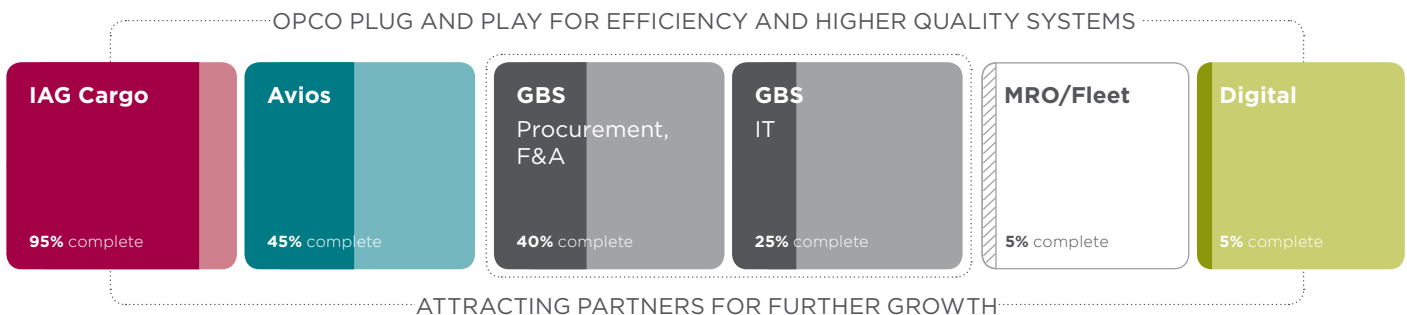 OPCO PLUG AND PLAY FOR EFFICIENCY AND HIGHER QUALITY SYSTEMS
IAG Cargo
95% complete
Avios
45% complete
GBS
Procurement,
F&A
40% complete
GBS
IT
25% complete
MRO/Fleet
5% complete
Digital
5% complete
ATTRACTING PARTNERS FOR FURTHER GROWTH